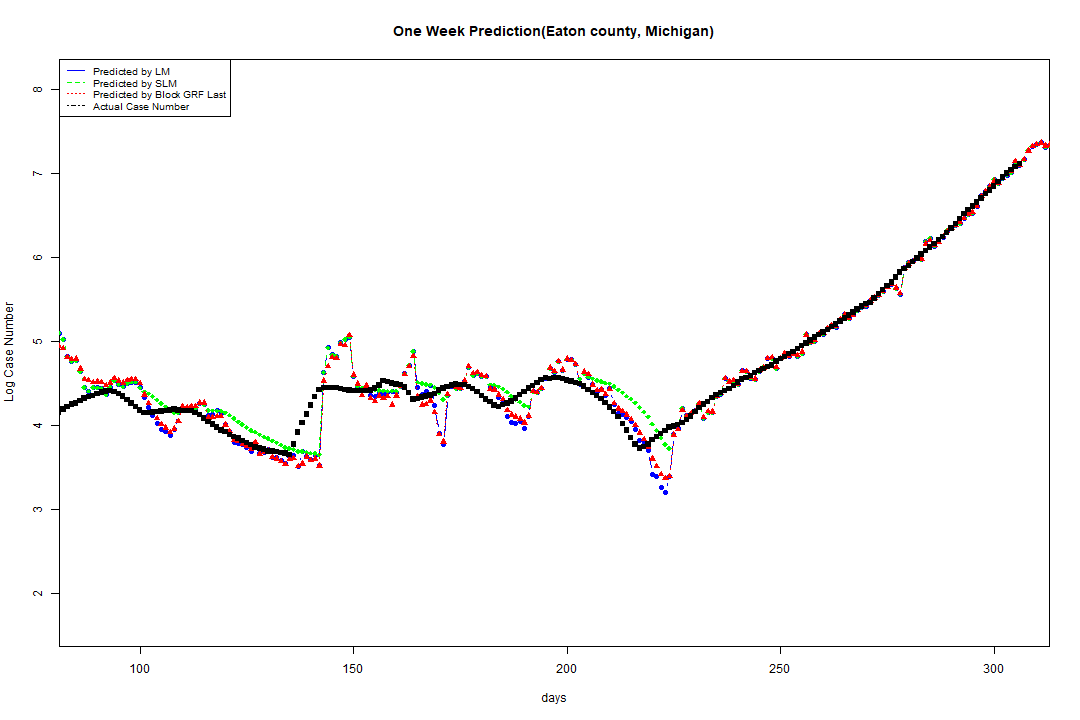 One Week Prediction(Eaton county, Michigan)
Predicted by LM
Predicted by SLM
Predicted by Block GRF Last
Actual Case Number
8
7
6
5
4
3
2
Log Case Number
100 150 200 250 300
days